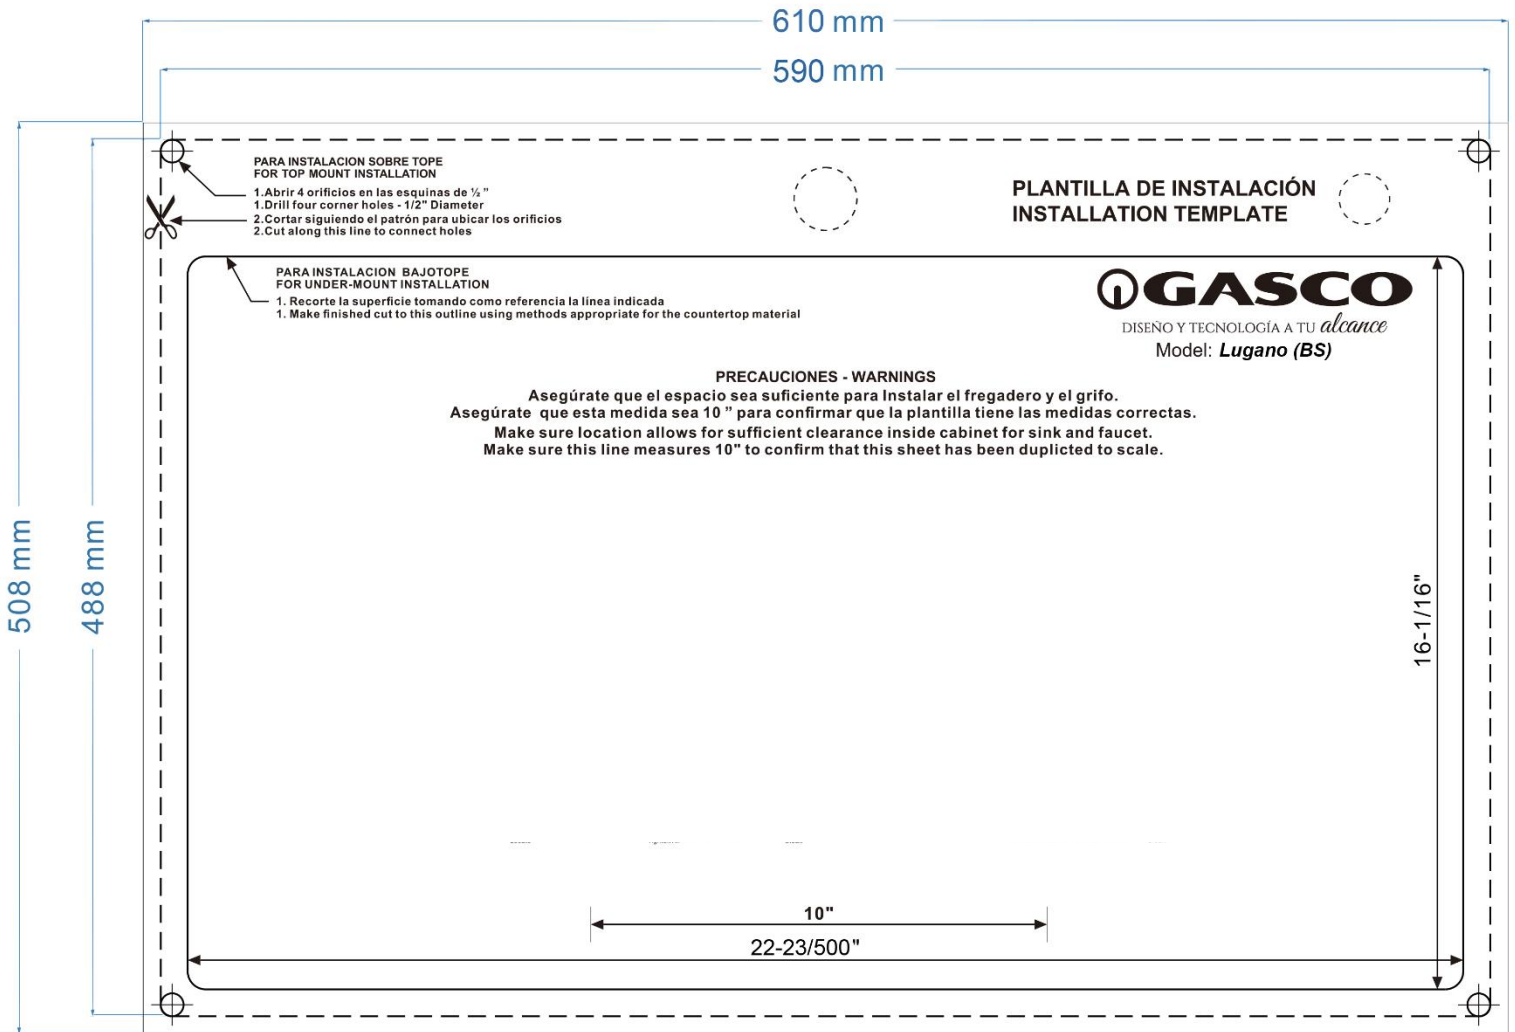 610 mm
590 mm
508 mm
488 mm
PARA INSTALACION SOBRE TOPE
FOR TOP MOUNT INSTALLATION
1.Abrir 4 orificios en las esquinas de ½ "
1.Drill four corner holes - 1/2" Diameter
2.Cortar siguiendo el patrón para ubicar los orificios
2.Cut along this line to connect holes
PLANTILLA DE INSTALACIÓN
INSTALLATION TEMPLATE
PARA INSTALACION BAJOTOPE
FOR UNDER-MOUNT INSTALLATION
1. Recorte la superficie tomando como referencia la línea indicada
1. Make finished cut to this outline using methods appropriate for the countertop material
GASCO
DISEÑO Y TECNOLOGÍA A TU alcance
Model: Lugano (BS)
PRECAUCIONES - WARNINGS
Asegúrate que el espacio sea suficiente para Instalar el fregadero y el grifo.
Asegúrate que esta medida sea 10 " para confirmar que la plantilla tiene las medidas correctas.
Make sure location allows for sufficient clearance inside cabinet for sink and faucet.
Make sure this line measures 10" to confirm that this sheet has been duplicted to scale.
16-1/16"
10"
22-23/500"